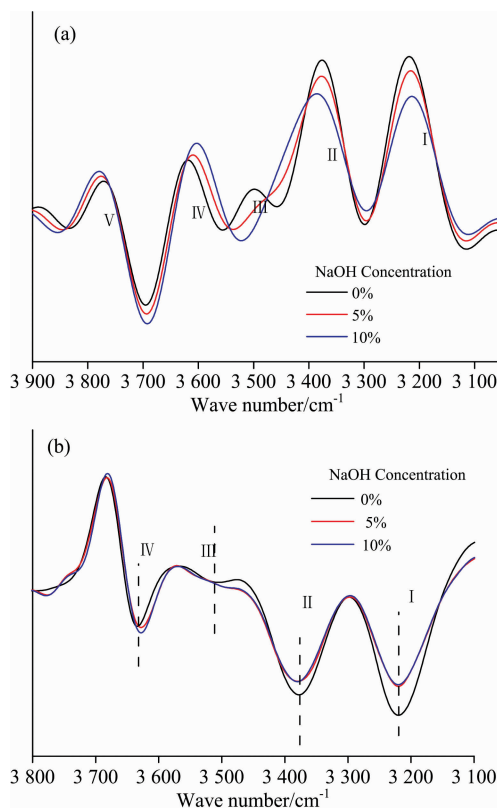 (a)
II
I
IV
III
V
NaOH Concentration
0%
5%
10%
3 900 3 800 3 700 3 600 3 500 3 400 3 300 3 200 3 100
Wave number/cm-1
(b)
NaOH Concentration
0%
5%
10%
IV
III
II
I
3 800 3 700 3 600 3 500 3 400 3 300 3 200 3 100
Wave number/cm-1